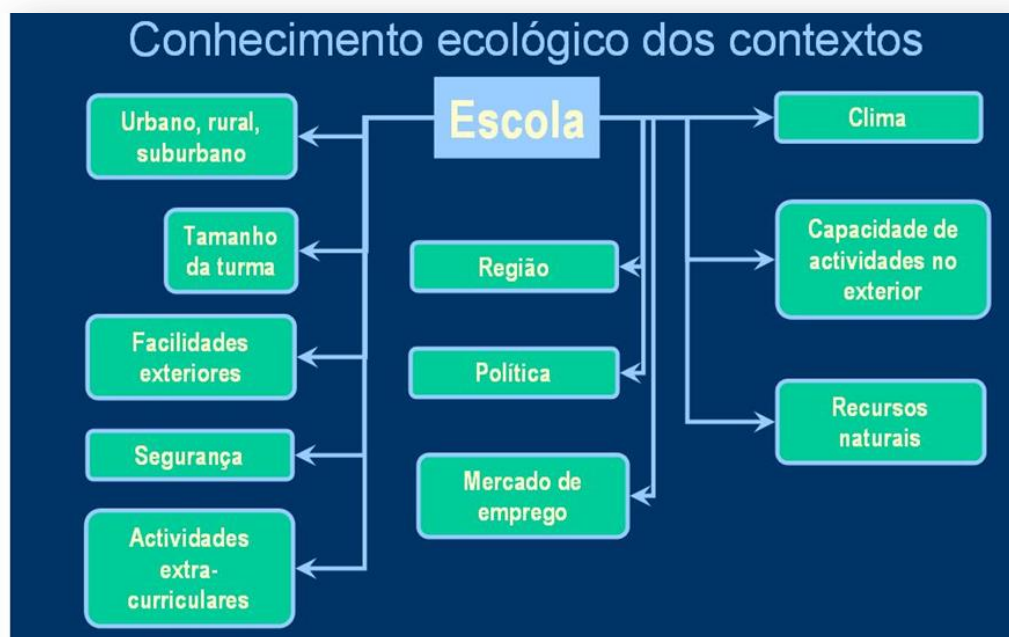 Conhecimento ecológico dos contextos
Escola
Urbano, rural,
suburbano
Tamanho
da turma
Facilidades
exteriores
Segurança
Actividades
extra-
curriculares
Região
Política
Mercado de
emprego
Clima
Capacidade de
actividades no
exterior
Recursos
naturais